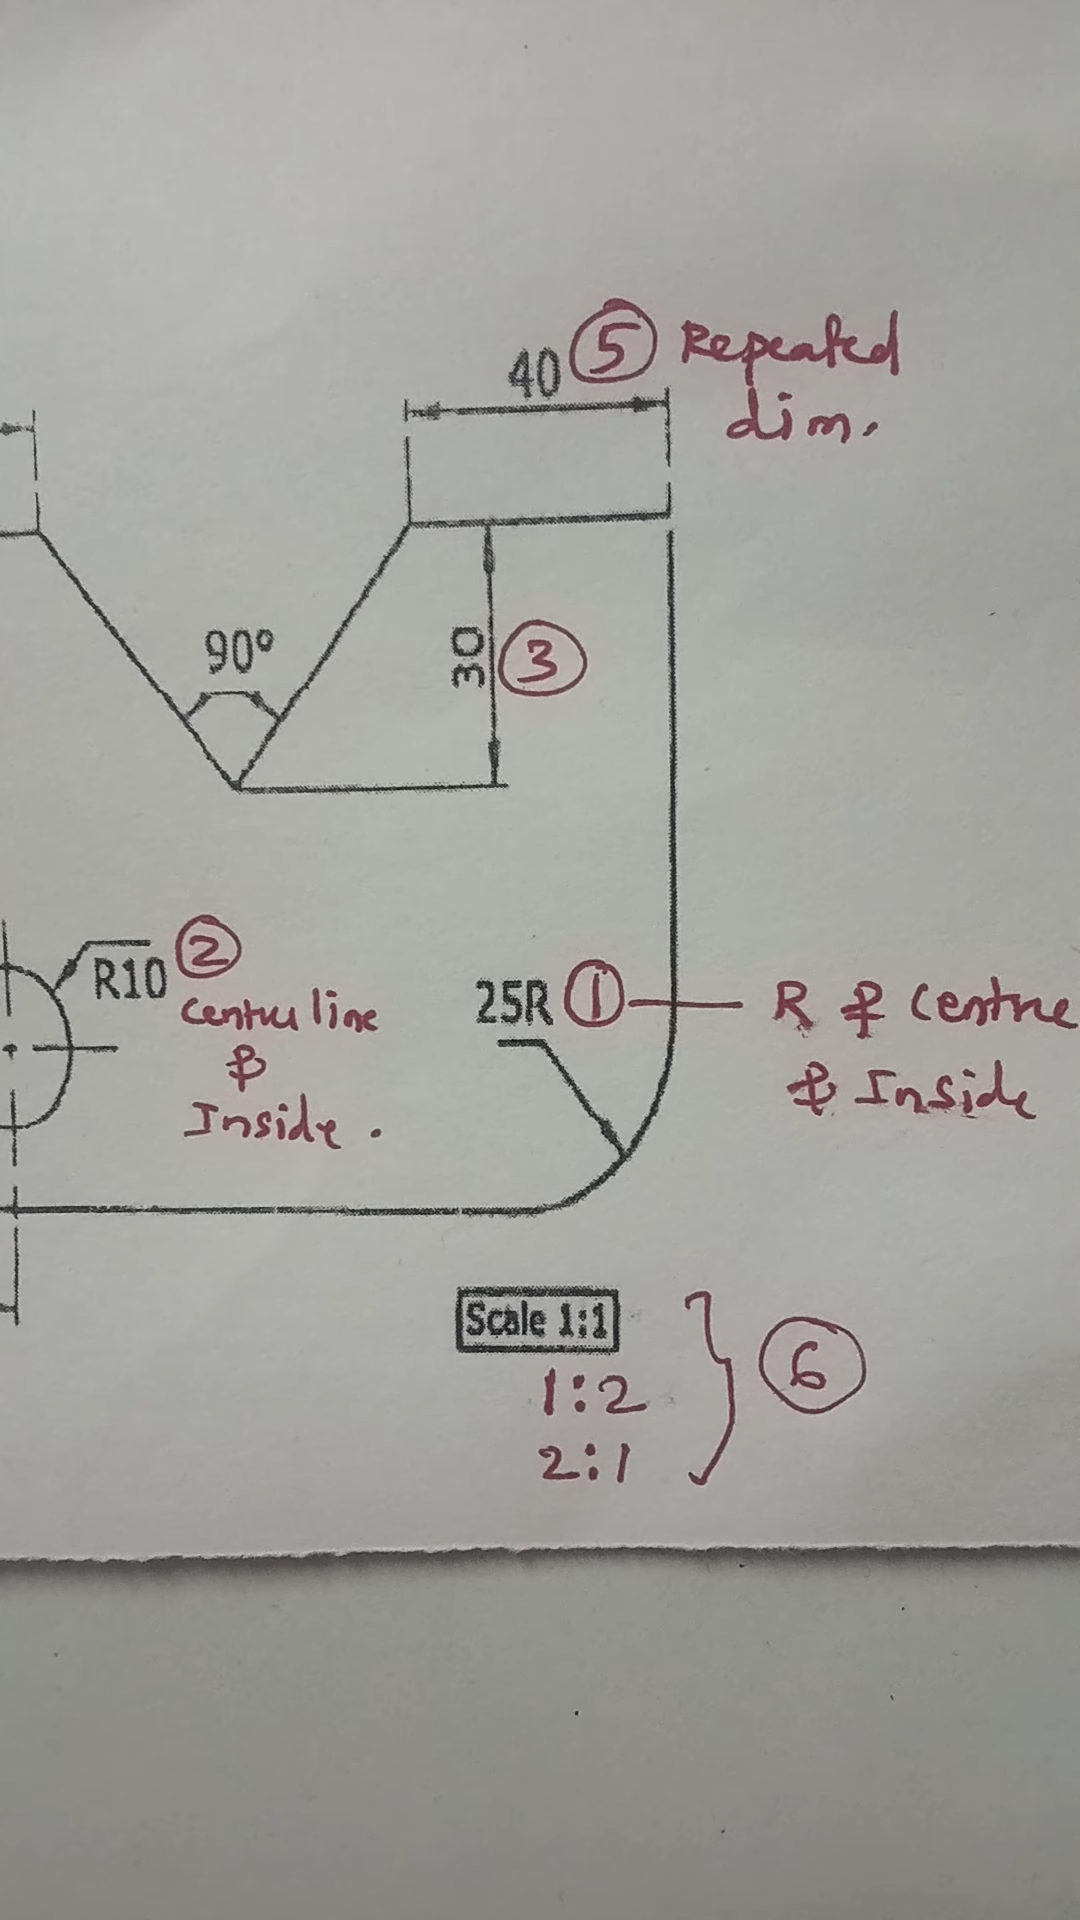 40 5 Repeated
dim.
90°
30 3
R10 2
Centre line
&
Inside.
25R 1 R & Centre
& Inside
Scale 1:1
1:2
2:1
6